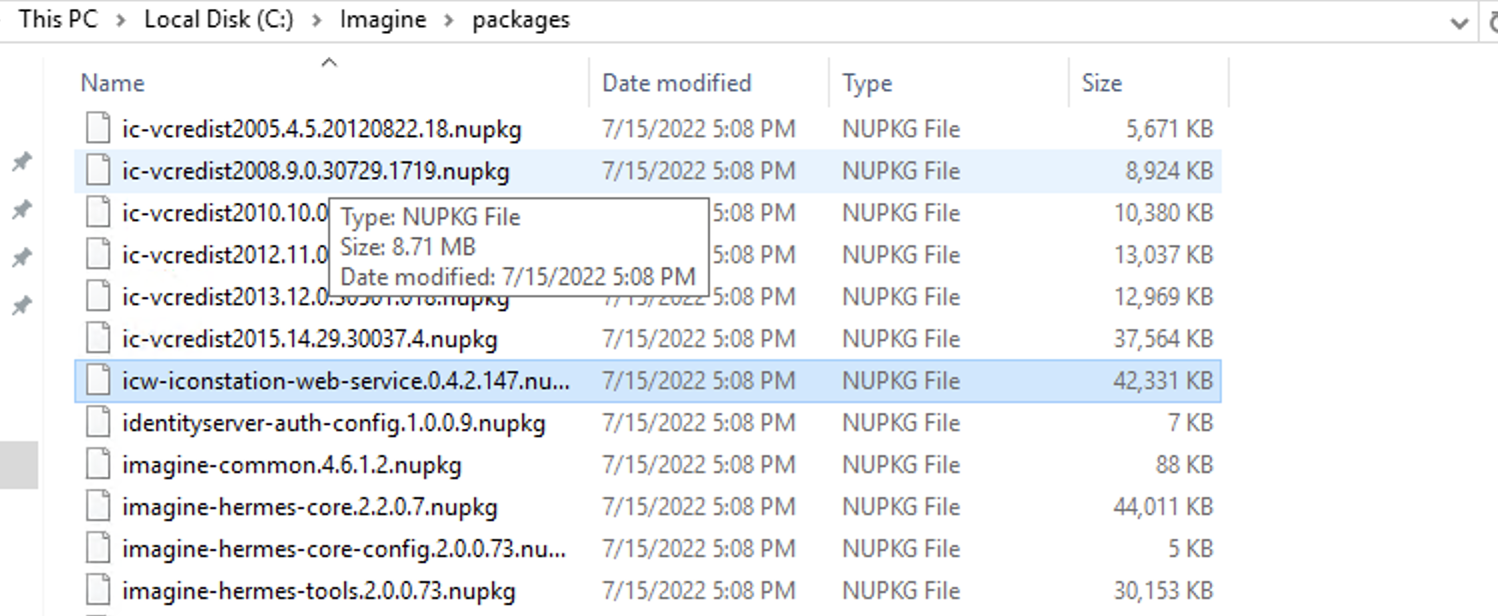 This PC > Local Disk (C:) > Imagine > packages
Name Date modified Type Size
ic-vcredist2005.4.5.20120822.18.nupkg 7/15/2022 5:08 PM NUPKG File 5,671 KB
ic-vcredist2008.9.0.30729.1719.nupkg 7/15/2022 5:08 PM NUPKG File 8,924 KB
ic-vcredist2010.10.0 5:08 PM NUPKG File 10,380 KB
Type: NUPKG File
Size: 8.71 MB
Date modified: 7/15/2022 5:08 PM
ic-vcredist2012.11.0 5:08 PM NUPKG File 13,037 KB
ic-vcredist2013.12.0 5:08 PM NUPKG File 12,969 KB
ic-vcredist2015.14.29.30037.4.nupkg 7/15/2022 5:08 PM NUPKG File 37,564 KB
icw-iconstation-web-service.0.4.2.147.nu... 7/15/2022 5:08 PM NUPKG File 42,331 KB
identityserver-auth-config.1.0.0.9.nupkg 7/15/2022 5:08 PM NUPKG File 7 KB
imagine-common.4.6.1.2.nupkg 7/15/2022 5:08 PM NUPKG File 88 KB
imagine-hermes-core.2.2.0.7.nupkg 7/15/2022 5:08 PM NUPKG File 44,011 KB
imagine-hermes-core-config.2.0.0.73.nu... 7/15/2022 5:08 PM NUPKG File 5 KB
imagine-hermes-tools.2.0.0.73.nupkg 7/15/2022 5:08 PM NUPKG File 30,153 KB